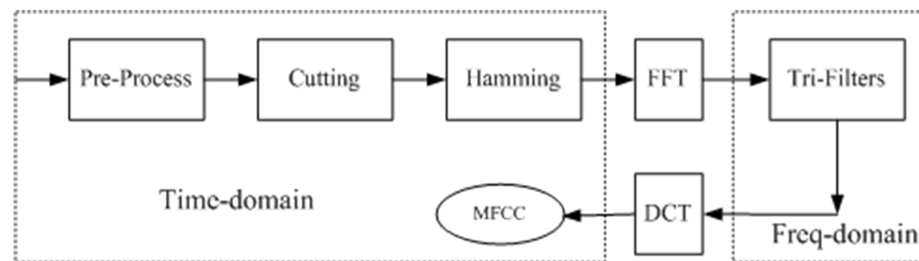 Pre-Process
Cutting
Hamming
FFT
Tri-Filters
Time-domain
MFCC
DCT
Freq-domain